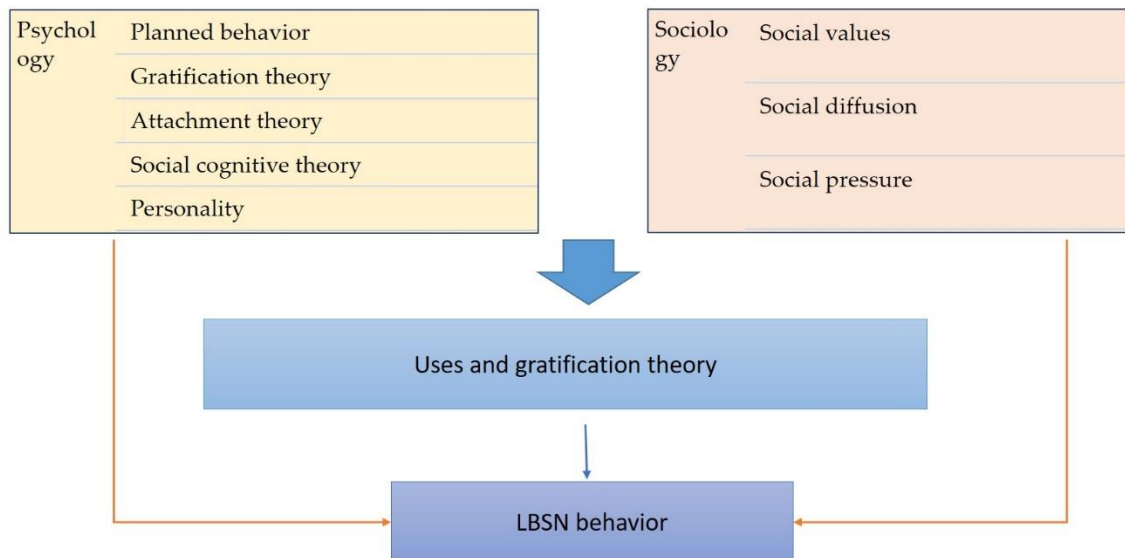 Psychol
ogy
Planned behavior
Gratification theory
Attachment theory
Social cognitive theory
Personality
Sociolo
gy
Social values
Social diffusion
Social pressure
Uses and gratification theory
LBSN behavior